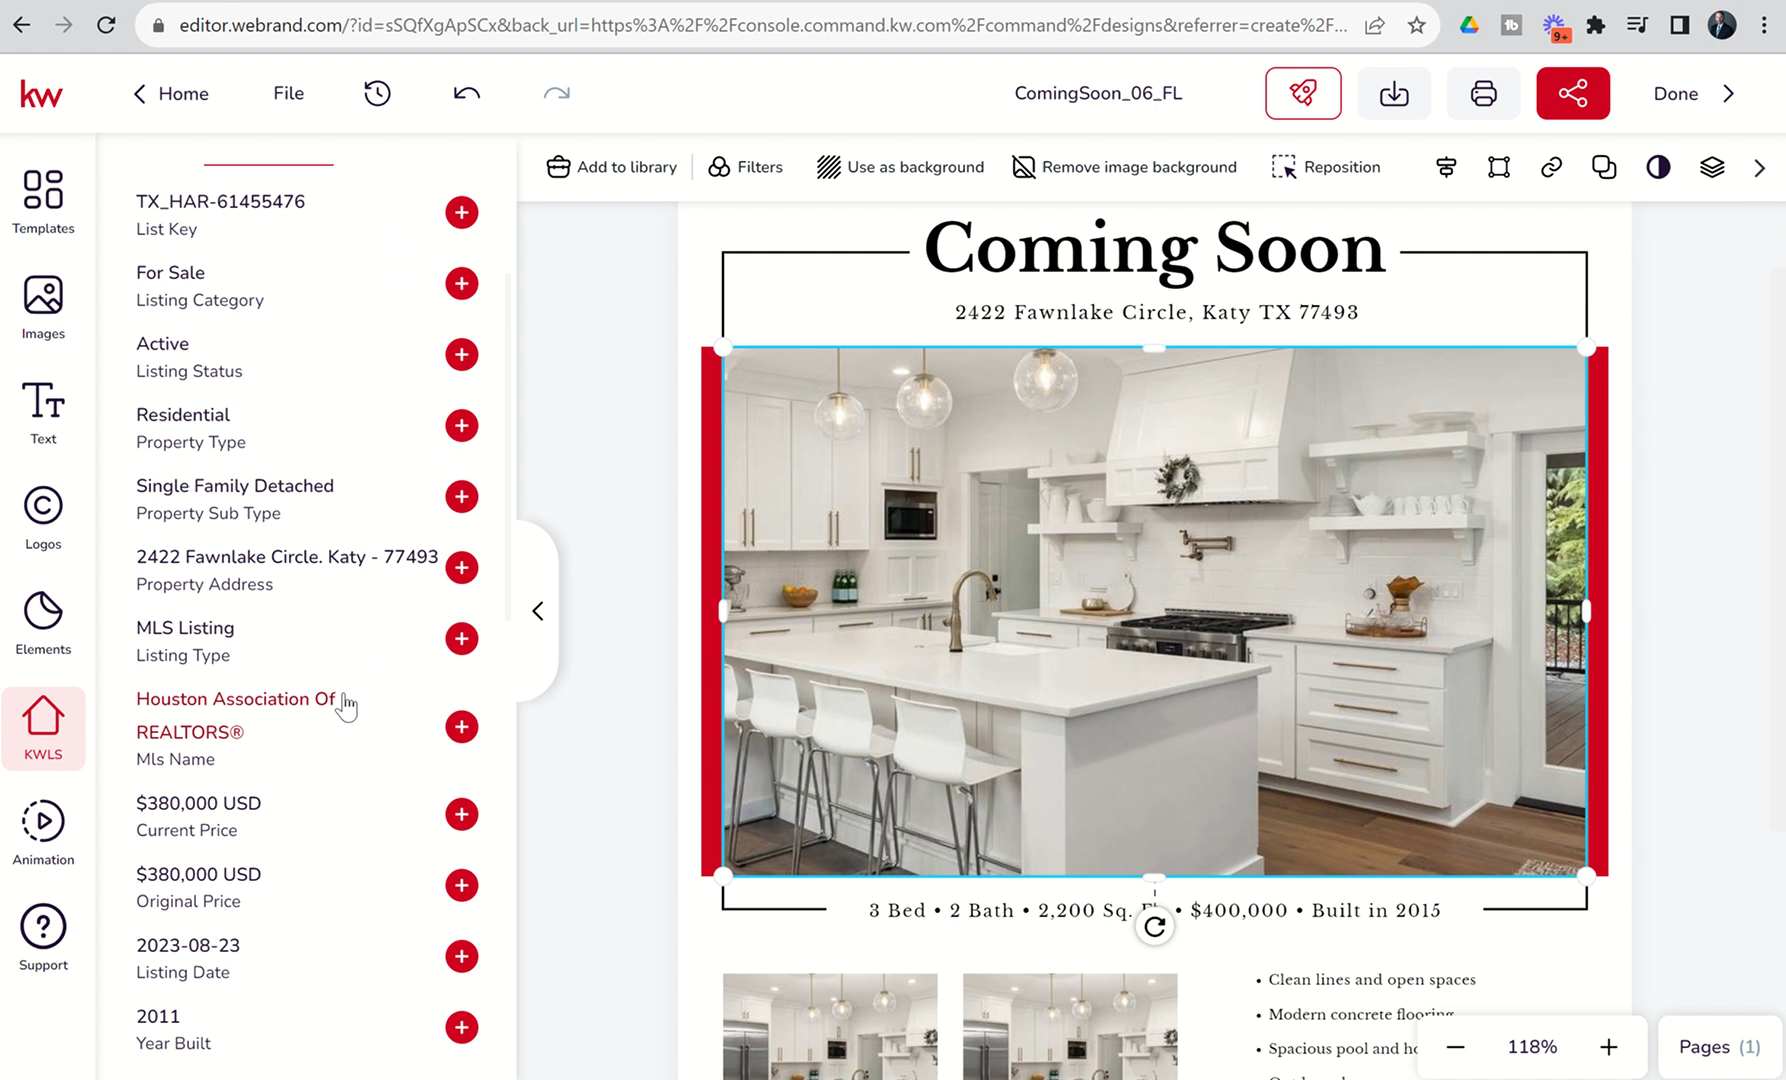 editor.webrand.com/?id=sSQfXgApSCx&back_url=https%3A%2F%2Fconsole.command.kw.com%2Fcommand%2Fdesigns&referrer=create%2F...
9+
kw
Home
File
ComingSoon_06_FL
Done
Add to library
Filters
Use as background
Remove image background
Reposition
Templates
Images
Text
Logos
Elements
KWLS
Animation
Support
TX_HAR-61455476
List Key
For Sale
Listing Category
Active
Listing Status
Residential
Property Type
Single Family Detached
Property Sub Type
2422 Fawnlake Circle. Katy - 77493
Property Address
MLS Listing
Listing Type
Houston Association Of
REALTORS®
Mls Name
$380,000 USD
Current Price
$380,000 USD
Original Price
2023-08-23
Listing Date
2011
Year Built
Coming Soon
2422 Fawnlake Circle, Katy TX 77493
3 Bed • 2 Bath • 2,200 Sq. • $400,000 • Built in 2015
• Clean lines and open spaces
• Modern concrete flooring
• Spacious pool and
118%
Pages (1)